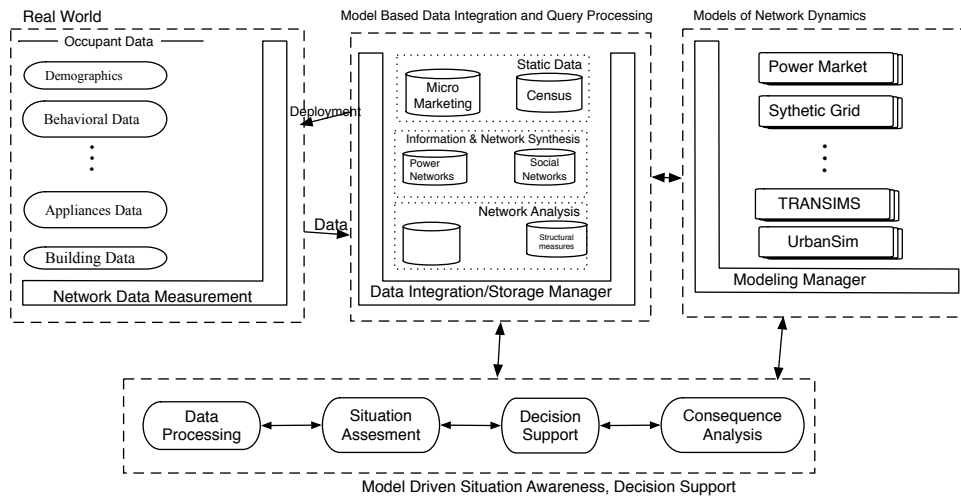 Real World
Occupant Data
Demographics
Behavioral Data
Appliances Data
Building Data
Network Data Measurement
Deployment
Data
Model Based Data Integration and Query Processing
Static Data
Micro
Marketing
Census
Information & Network Synthesis
Power
Networks
Social
Networks
Network Analysis
Structural
measures
Data Integration/Storage Manager
Models of Network Dynamics
Power Market
Sythetic Grid
TRANSIMS
UrbanSim
Modeling Manager
Data
Processing
Situation
Assesment
Decision
Support
Consequence
Analysis
Model Driven Situation Awareness, Decision Support